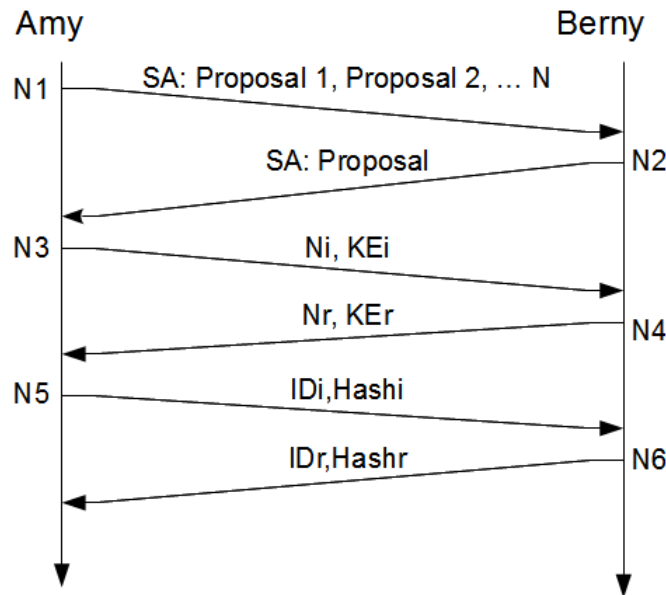 Amy
Berny
N1
SA: Proposal 1, Proposal 2, … N
SA: Proposal
N2
N3
Ni, KEi
Nr, KEr
N4
N5
IDi,Hashi
IDr,Hashr
N6